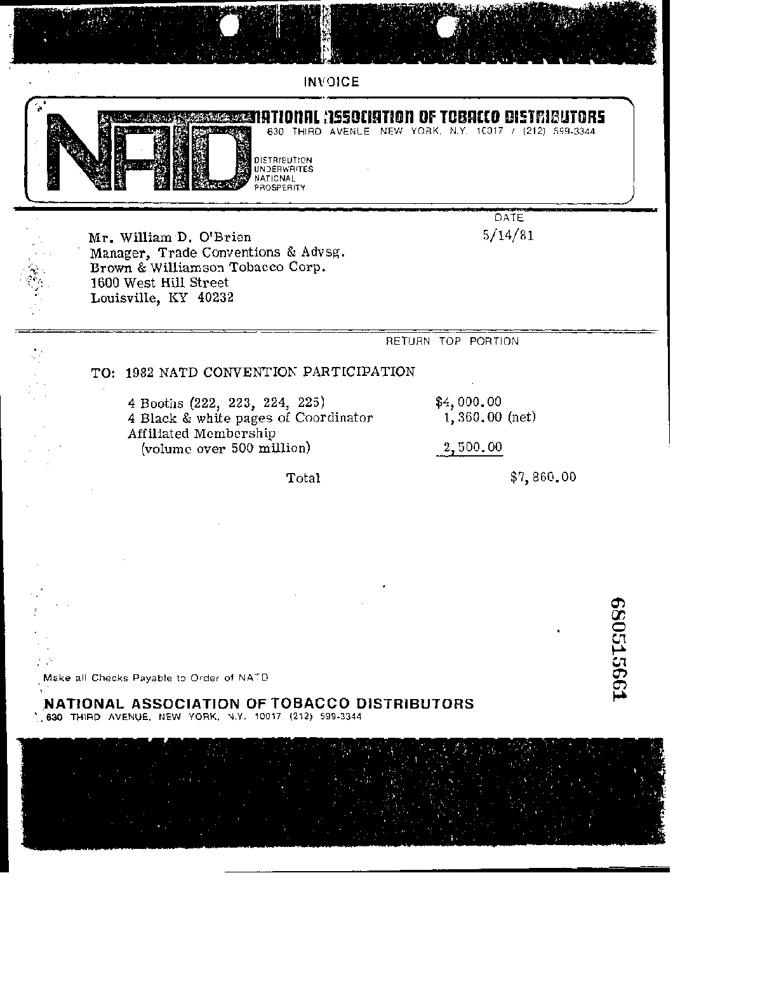 INVOICE
NATD
NATIONAL ASSOCIATION OF TOBACCO DISTRIBUTORS
630 THIRD AVENUE NEW YORK, N.Y. 10017 / (212) 599-3344
DISTRIBUTION
UNDERWRITES
NATIONAL
PROSPERITY
DATE
5/14/81
Mr. William D. O'Brien
Manager, Trade Conventions & Advsg.
Brown & Williamson Tobacco Corp.
1600 West Hill Street
Louisville, KY 40232
RETURN TOP PORTION
TO: 1982 NATD CONVENTION PARTICIPATION
4 Booths (222, 223, 224, 225) $4,000.00
4 Black & white pages of Coordinator 1,360.00 (net)
Affiliated Membership
(volume over 500 million) 2,500.00
Total $7,860.00
680515661
Make all Checks Payable to Order of NATD
NATIONAL ASSOCIATION OF TOBACCO DISTRIBUTORS
630 THIRD AVENUE, NEW YORK, N.Y. 10017 (212) 599-3344